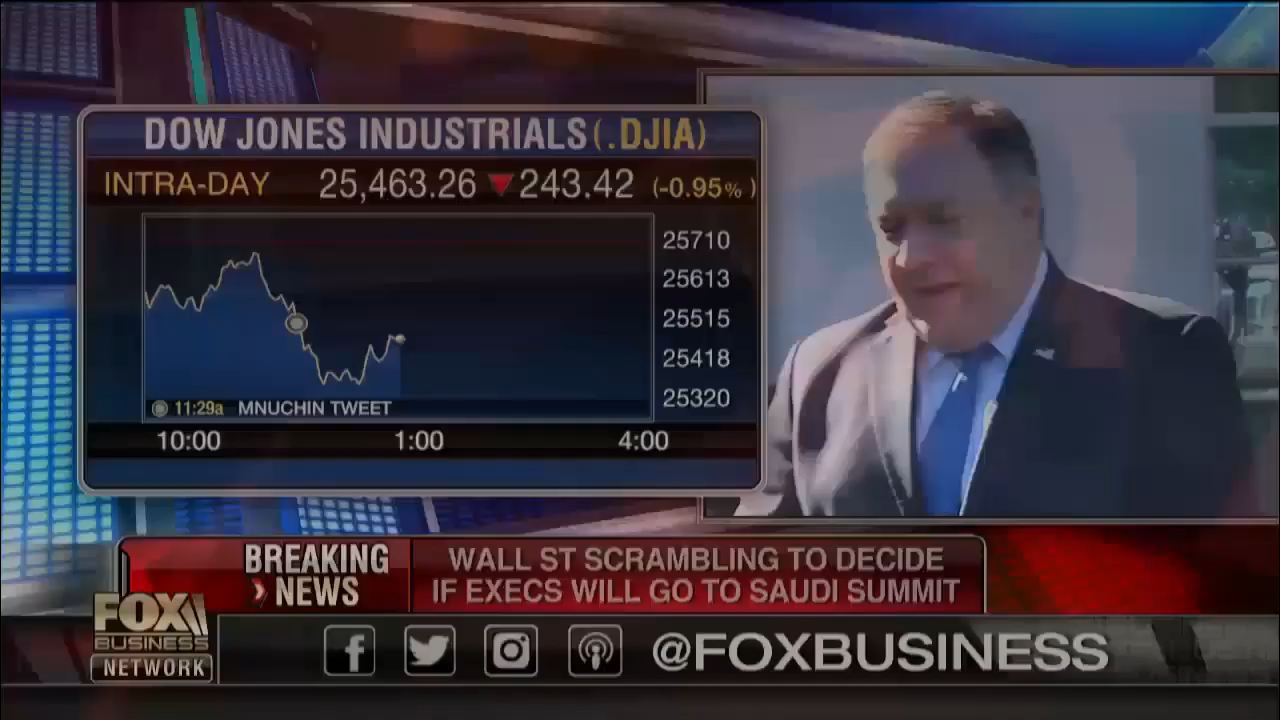 DOW JONES INDUSTRIALS(.DJIA)
INTRA-DAY 25,463.26 ▼243.42 (-0.95%)
25710
25613
25515
25418
25320
11:29a MNUCHIN TWEET
10:00 1:00 4:00
BREAKING
› NEWS
WALL ST SCRAMBLING TO DECIDE
IF EXECS WILL GO TO SAUDI SUMMIT
FOX
BUSINESS
NETWORK
@FOXBUSINESS